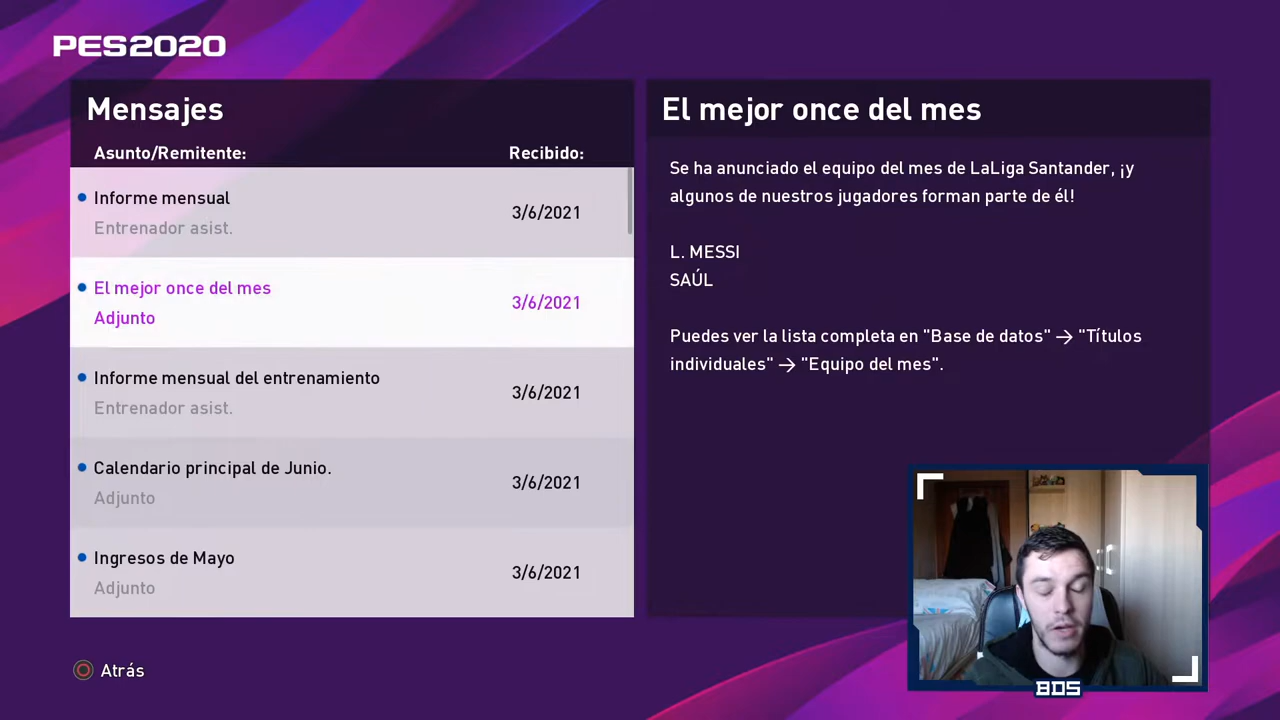 PES2020
Mensajes
Asunto/Remitente:
Recibido:
Informe mensual
Entrenador asist.
3/6/2021
El mejor once del mes
Adjunto
3/6/2021
Informe mensual del entrenamiento
Entrenador asist.
3/6/2021
Calendario principal de Junio.
Adjunto
3/6/2021
Ingresos de Mayo
Adjunto
3/6/2021
El mejor once del mes
Se ha anunciado el equipo del mes de LaLiga Santander, ¡y
algunos de nuestros jugadores forman parte de él!
L. MESSI
SAÚL
Puedes ver la lista completa en "Base de datos" → "Títulos
individuales" → "Equipo del mes".
Atrás
BDS